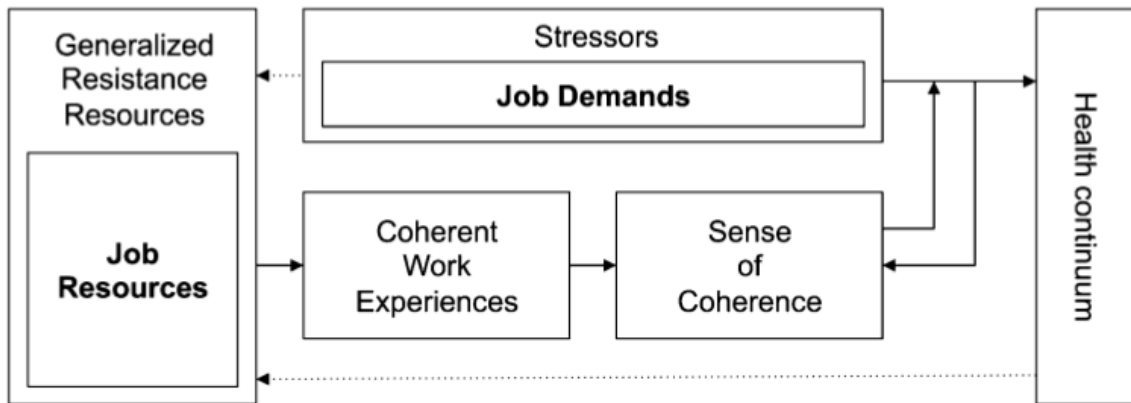 Generalized
Resistance
Resources
Job
Resources
Stressors
Job Demands
Coherent
Work
Experiences
Sense
of
Coherence
Health continuum